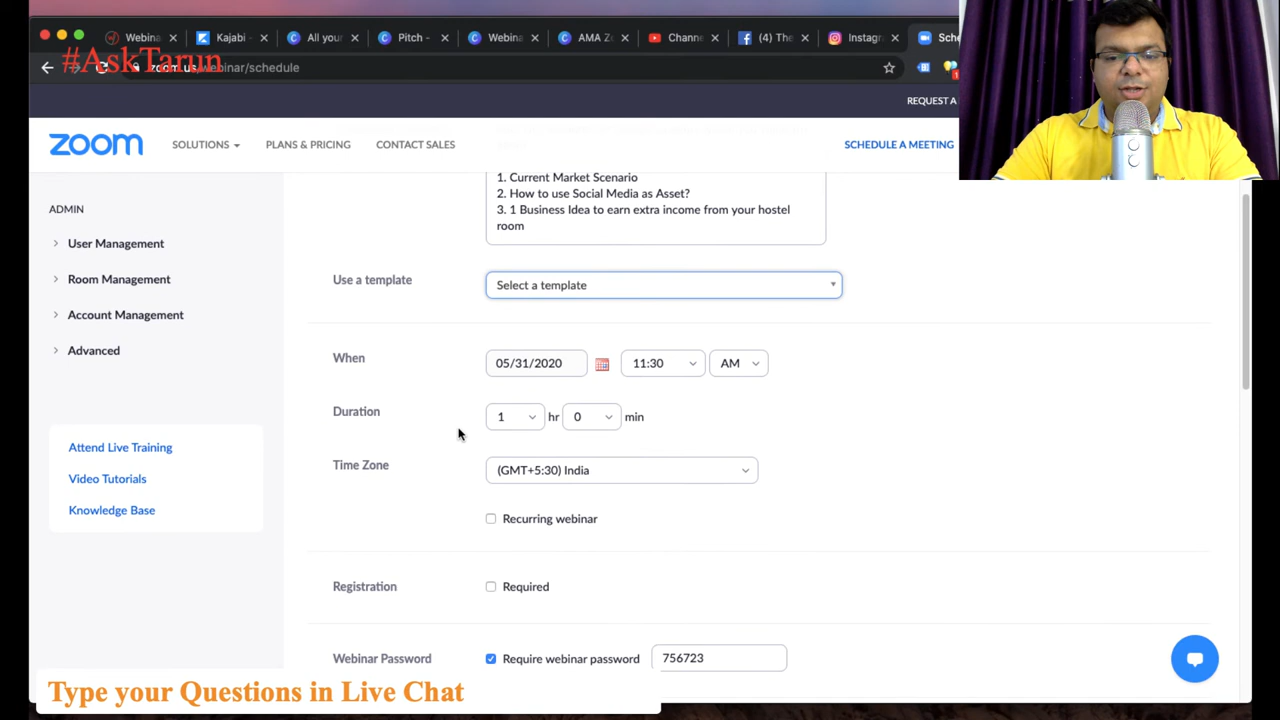 Webina
Kajabi -
All your
Pitch -
Webina
AMA Z
Channe
(4) The
Instagr
Sche
#AskTarun
zoom.us/webinar/schedule
1
REQUEST A
zoom
SOLUTIONS
PLANS & PRICING
CONTACT SALES
SCHEDULE A MEETING
ADMIN
User Management
Room Management
Account Management
Advanced
Attend Live Training
Video Tutorials
Knowledge Base
1. Current Market Scenario
2. How to use Social Media as Asset?
3. 1 Business Idea to earn extra income from your hostel
room
Use a template
Select a template
When
05/31/2020
11:30
AM
Duration
1
hr
0
min
Time Zone
(GMT+5:30) India
Recurring webinar
Registration
Required
Webinar Password
Require webinar password
756723
Type your Questions in Live Chat